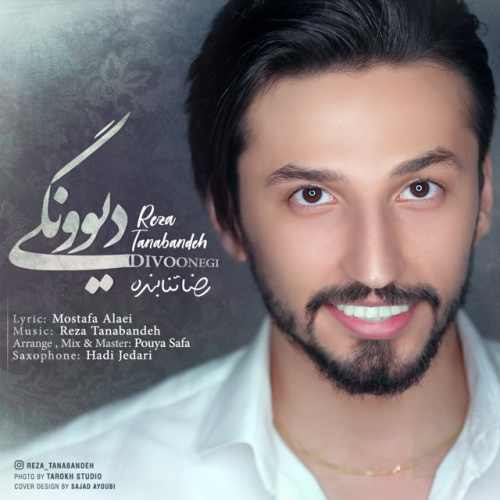 دیوونگی
Reza
Tanabandeh
DIVOONEGI
رضا تابنده
Lyric: Mostafa Alaei
Music: Reza Tanabandeh
Arrange , Mix & Master: Pouya Safa
Saxophone: Hadi Jedari
REZA_TANABANDEH
PHOTO BY TAROKH STUDIO
COVER DESIGN BY SAJAD AYOUBI